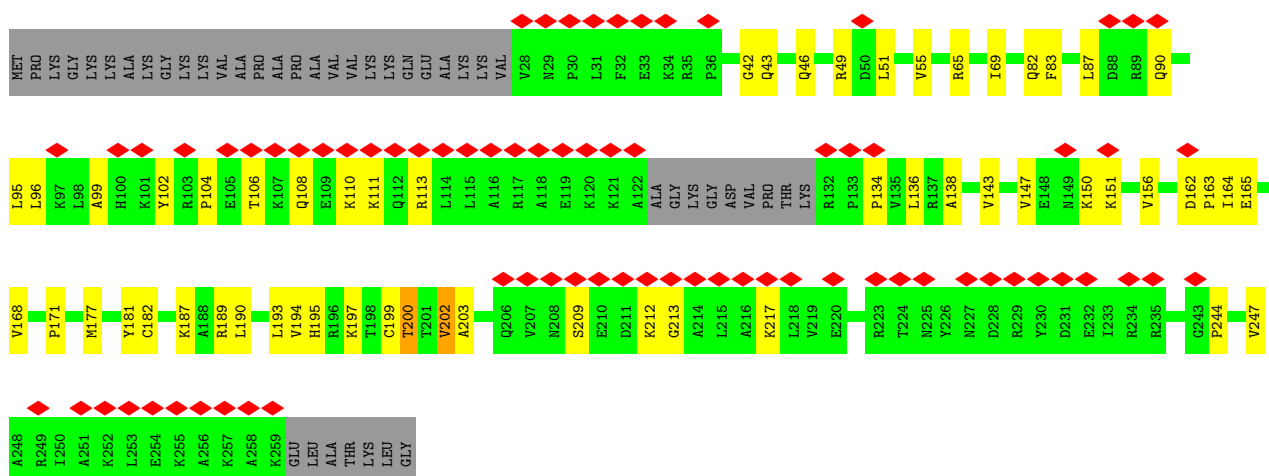 MET PRO LYS GLY LYS LYS ALA LYS GLY LYS LYS VAL ALA PRO ALA PRO ALA VAL VAL LYS LYS GLN GLU ALA LYS LYS VAL V28 N29 P30 L31 F32 E33 K34 R35 P36 G42 Q43 Q46 R49 D50 L51 V55 R65 I69 Q82 F83 L87 D88 R89 Q90
L95 L96 K97 L98 A99 H100 K101 Y102 R103 P104 E105 T106 K107 Q108 E109 K110 K111 Q112 R113 L114 L115 A116 R117 A118 E119 K120 K121 A122 ALA GLY LYS GLY ASP VAL PRO THR LYS R132 P133 P134 V135 L136 R137 A138 V143 V147 E148 N149 K150 K151 V156 D162 P163 I164 E165
V168 P171 M177 Y181 C182 K187 A188 R189 L190 L193 V194 H195 R196 K197 T198 C199 T200 T201 V202 A203 Q206 V207 N208 S209 E210 D211 K212 G213 A214 L215 A216 K217 L218 V219 E220 R223 T224 N225 Y226 N227 D228 R229 Y230 D231 E232 I233 R234 R235 G243 P244 V247
A248 R249 I250 A251 K252 L253 E254 K255 A256 K257 A258 K259 GLU LEU ALA THR LYS LEU GLY